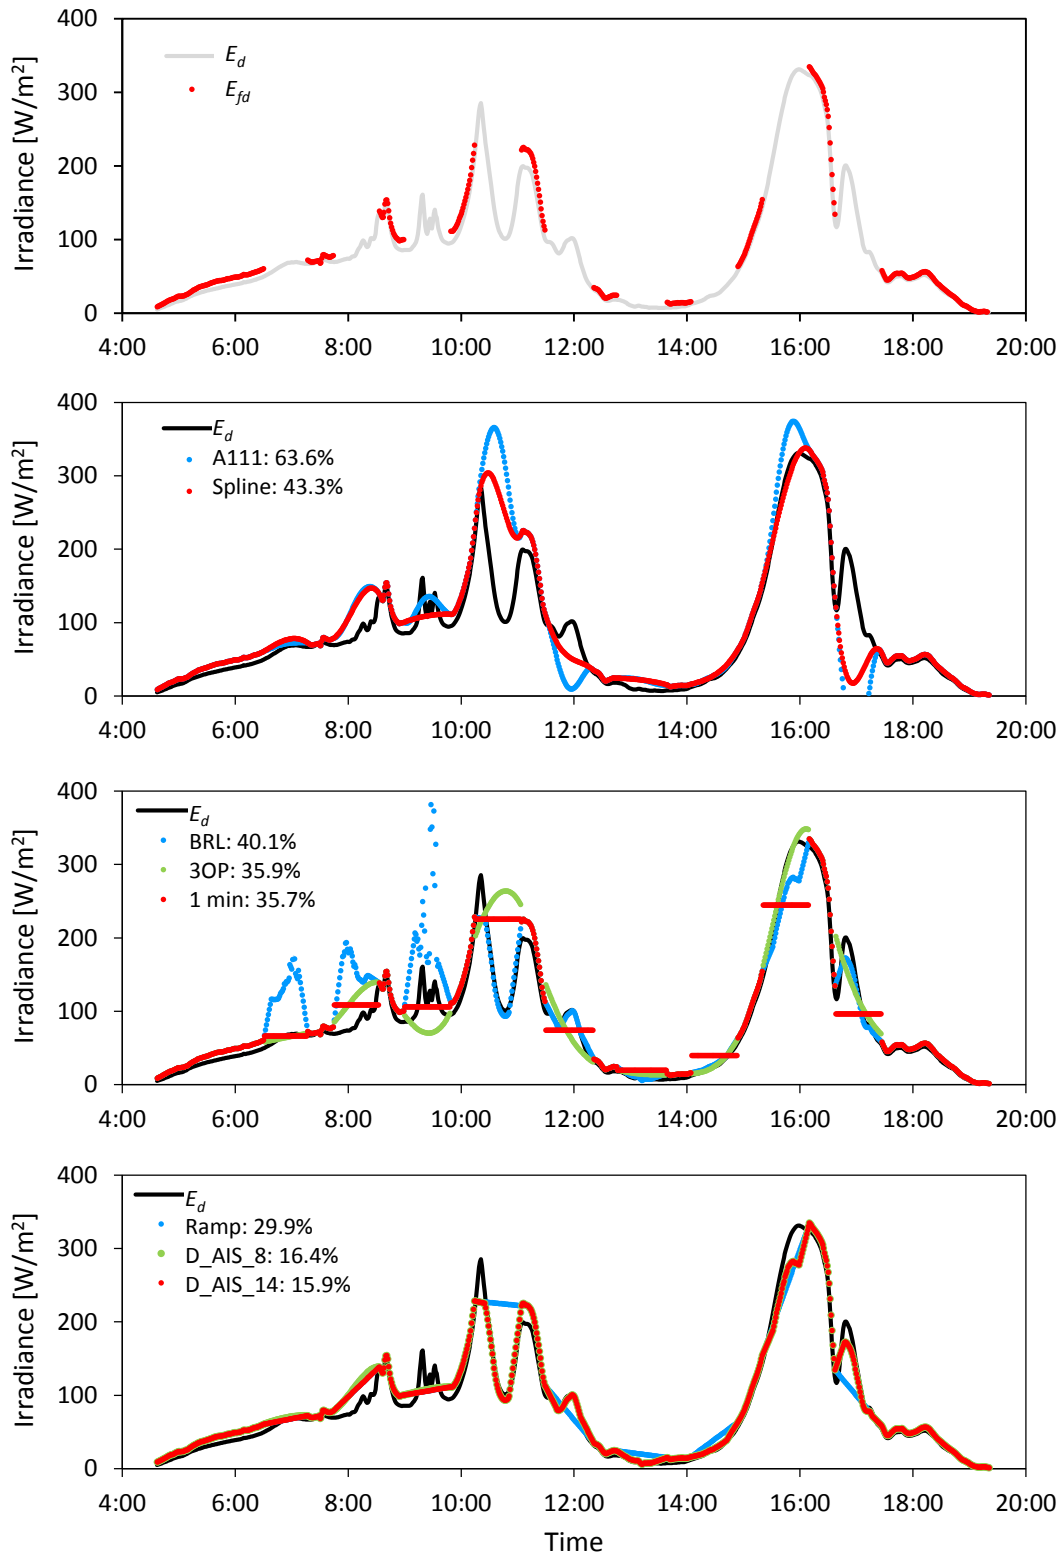 400
300
200
100
0
Irradiance [W/m²]
E_d
E_fd
4:00 6:00 8:00 10:00 12:00 14:00 16:00 18:00 20:00
400
300
200
100
0
Irradiance [W/m²]
E_d
A111: 63.6%
Spline: 43.3%
4:00 6:00 8:00 10:00 12:00 14:00 16:00 18:00 20:00
400
300
200
100
0
Irradiance [W/m²]
E_d
BRL: 40.1%
3OP: 35.9%
1 min: 35.7%
4:00 6:00 8:00 10:00 12:00 14:00 16:00 18:00 20:00
400
300
200
100
0
Irradiance [W/m²]
E_d
Ramp: 29.9%
D_AIS_8: 16.4%
D_AIS_14: 15.9%
4:00 6:00 8:00 10:00 12:00 14:00 16:00 18:00 20:00
Time